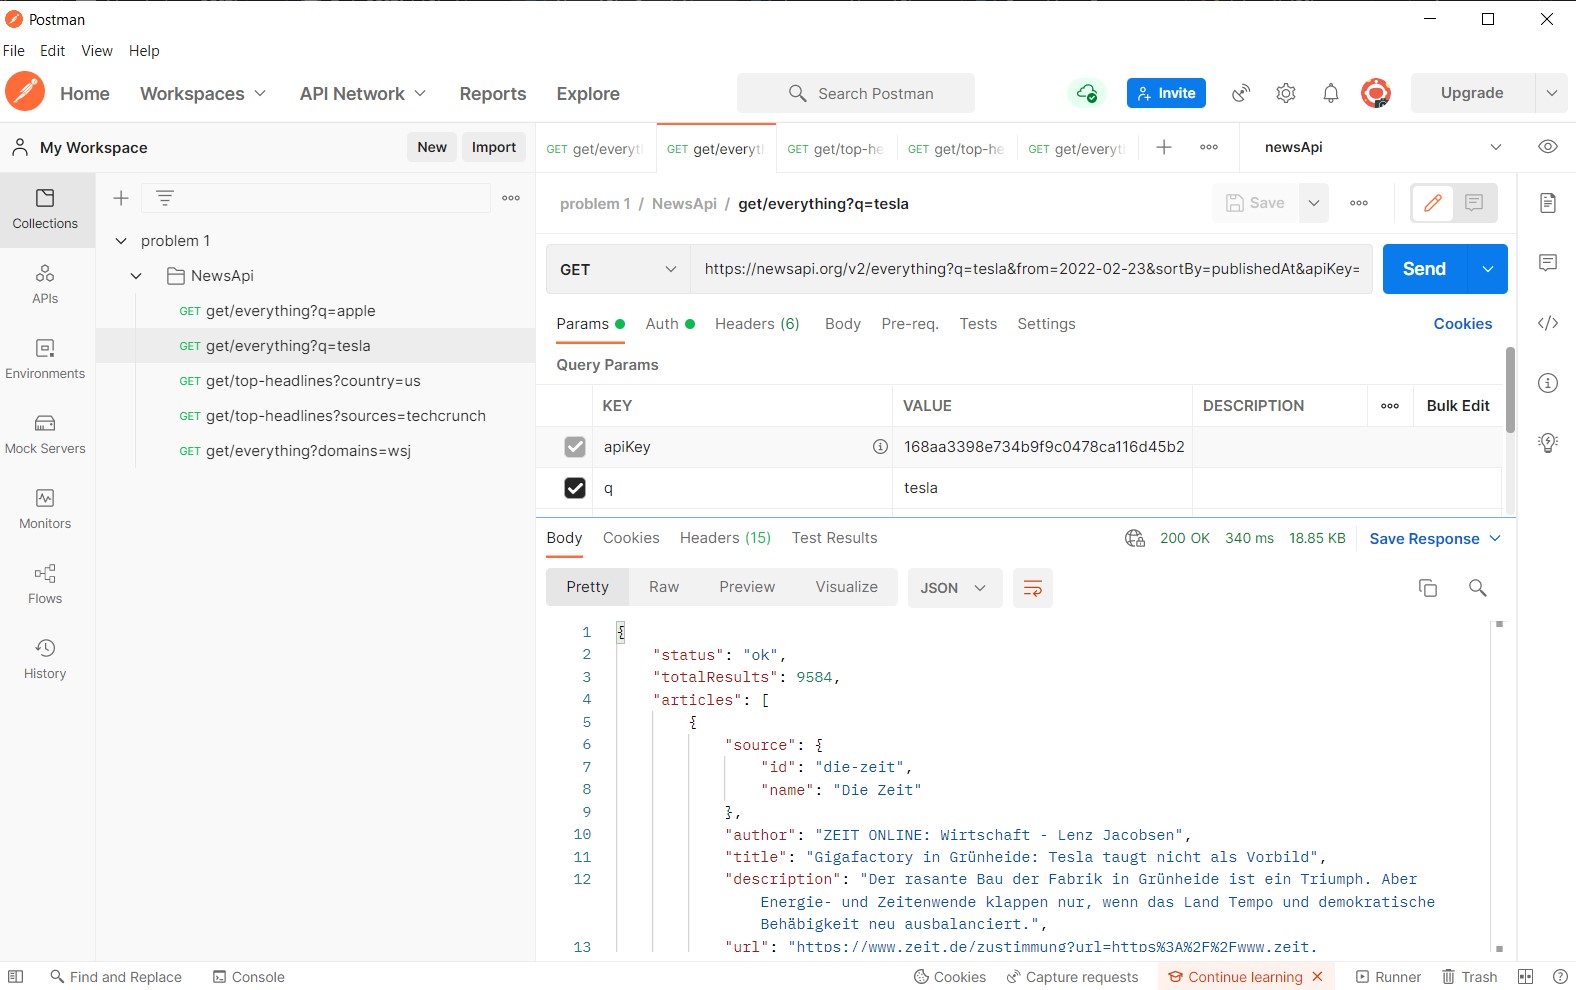 Postman
File Edit View Help
Home Workspaces API Network Reports Explore Search Postman Invite Upgrade
My Workspace New Import
GET get/everyt GET get/everyt GET get/top-he GET get/top-he GET get/everyt newsApi
Collections
APIs
Environments
Mock Servers
Monitors
Flows
History
problem 1
NewsApi
GET get/everything?q=apple
GET get/everything?q=tesla
GET get/top-headlines?country=us
GET get/top-headlines?sources=techcrunch
GET get/everything?domains=wsj
problem 1 / NewsApi / get/everything?q=tesla Save
GET https://newsapi.org/v2/everything?q=tesla&from=2022-02-23&sortBy=publishedAt&apiKey= Send
Params Auth Headers (6) Body Pre-req. Tests Settings Cookies
Query Params
KEY VALUE DESCRIPTION Bulk Edit
apiKey 168aa3398e734b9f9c0478ca116d45b2
q tesla
Body Cookies Headers (15) Test Results 200 OK 340 ms 18.85 KB Save Response
Pretty Raw Preview Visualize JSON
1 {
2 "status": "ok",
3 "totalResults": 9584,
4 "articles": [
5 {
6 "source": {
7 "id": "die-zeit",
8 "name": "Die Zeit"
9 },
10 "author": "ZEIT ONLINE: Wirtschaft - Lenz Jacobsen",
11 "title": "Gigafactory in Grünheide: Tesla taugt nicht als Vorbild",
12 "description": "Der rasante Bau der Fabrik in Grünheide ist ein Triumph. Aber
Energie- und Zeitenwende klappen nur, wenn das Land Tempo und demokratische
Behäbigkeit neu ausbalanciert.",
13 "url": "https://www.zeit.de/zustimmung?url=https%3A%2F%2Fwww.zeit.
Find and Replace Console Cookies Capture requests Continue learning Runner Trash